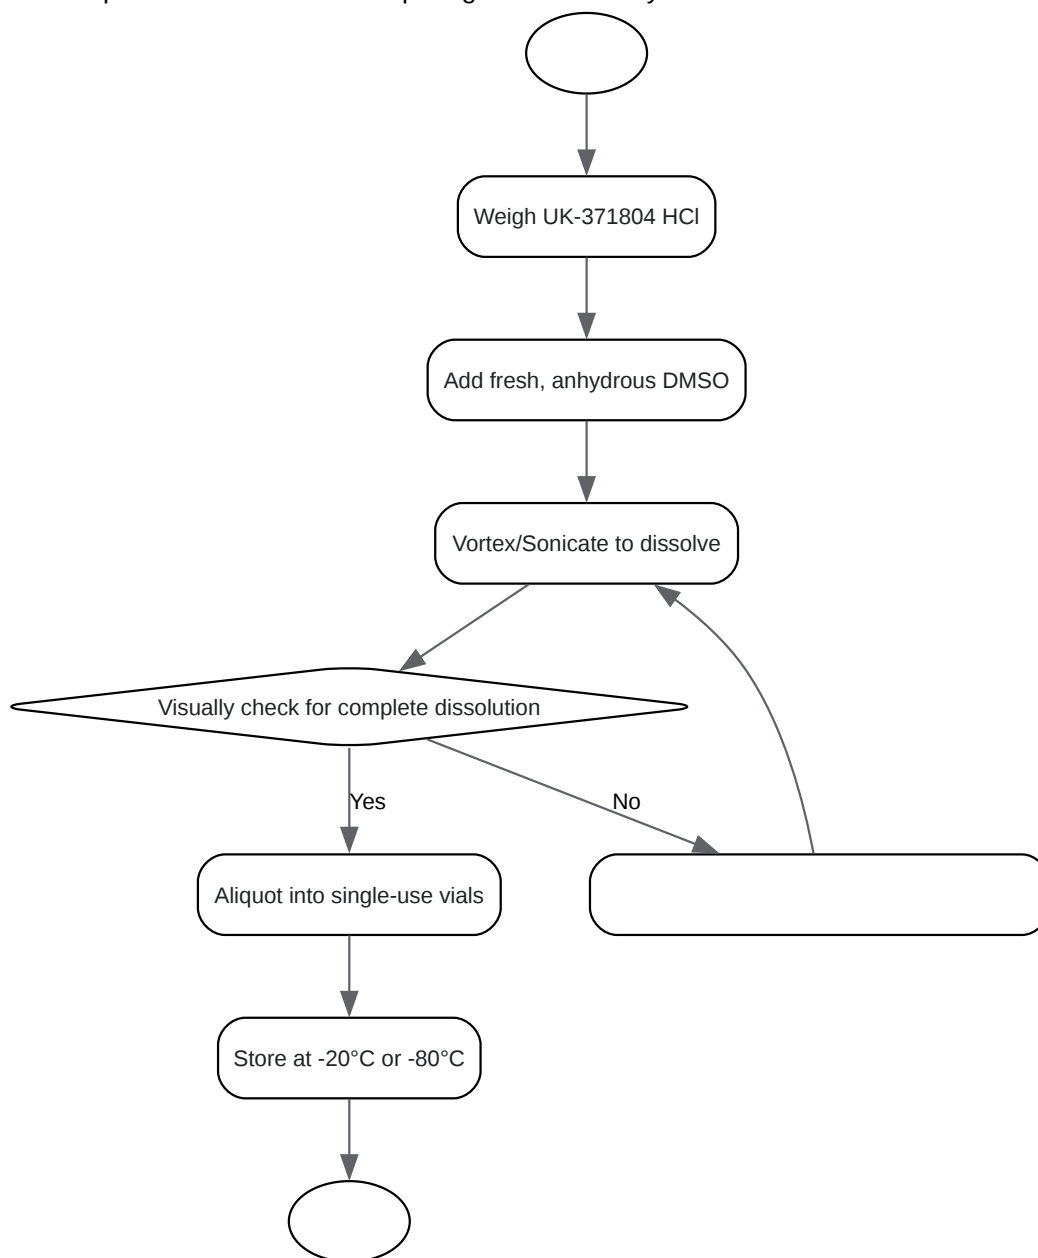 Weigh UK-371804 HCl
Add fresh, anhydrous DMSO
Vortex/Sonicate to dissolve
Visually check for complete dissolution
Yes
No
Aliquot into single-use vials
Store at -20°C or -80°C